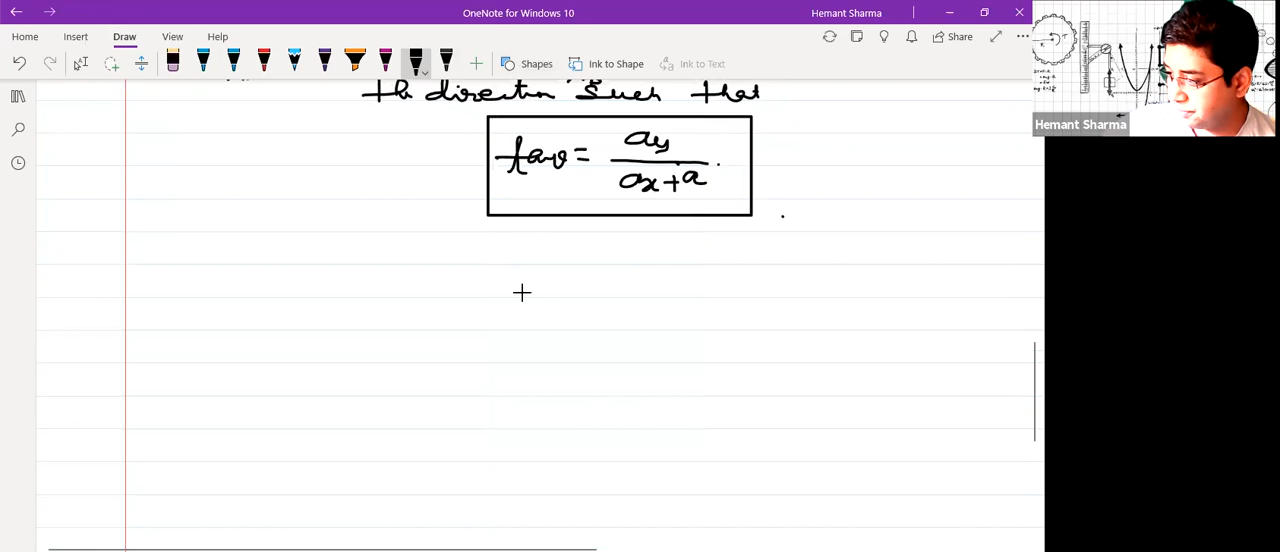 OneNote for Windows 10
Hemant Sharma
Home Insert Draw View Help
Share
Shapes Ink to Shape Ink to Text
the direction such that
tanθ = ay
ax+a
Hemant Sharma